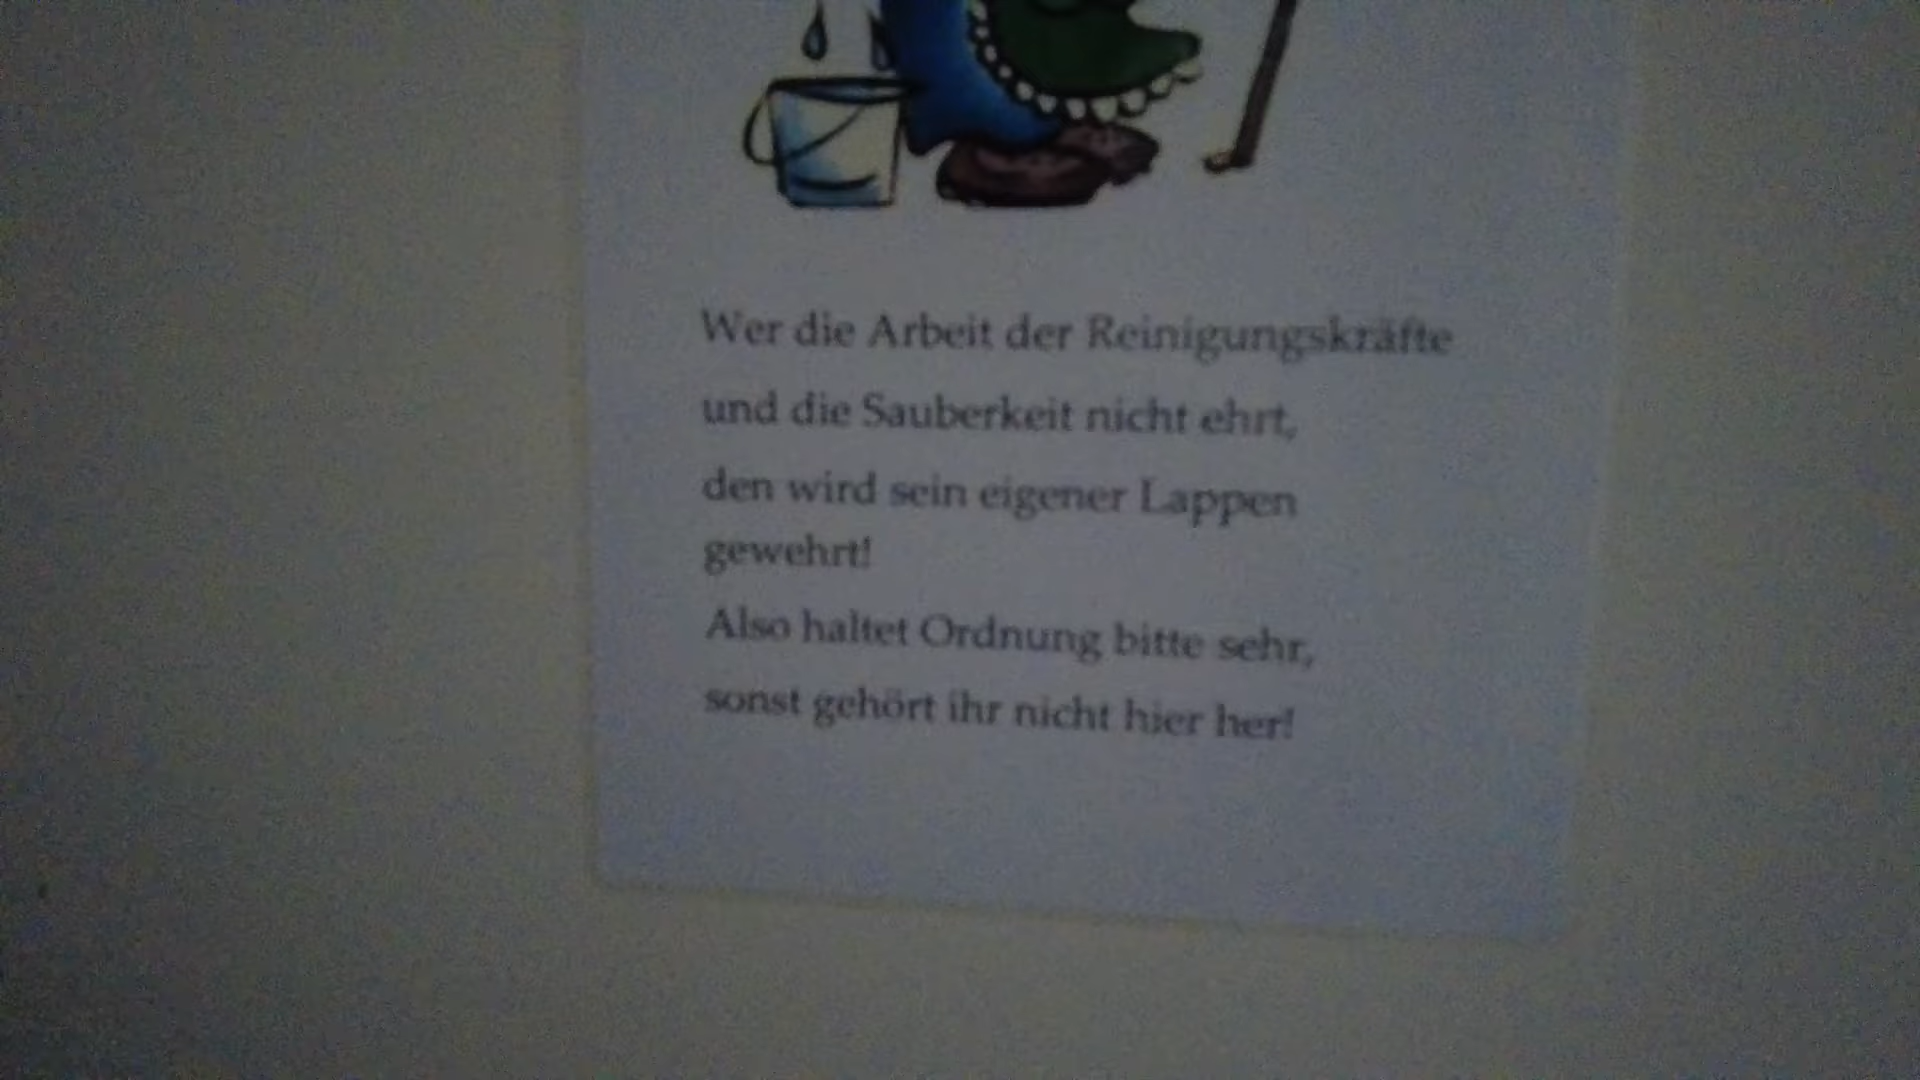 Wer die Arbeit der Reinigungskräfte
und die Sauberkeit nicht ehrt,
den wird sein eigener Lappen
gewehrt!
Also haltet Ordnung bitte sehr,
sonst gehört ihr nicht hier her!